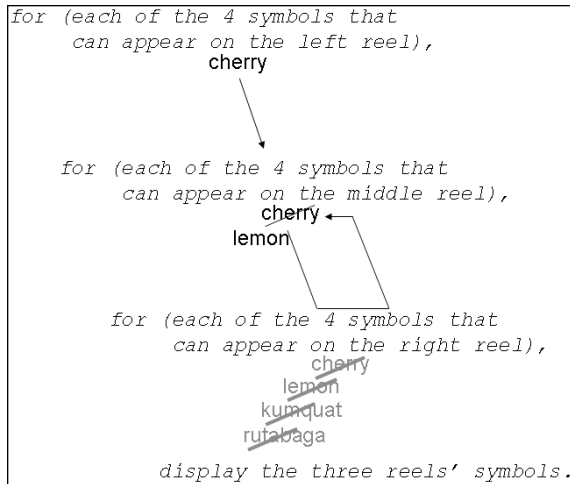 for (each of the 4 symbols that
can appear on the left reel),
cherry
for (each of the 4 symbols that
can appear on the middle reel),
cherry
lemon
for (each of the 4 symbols that
can appear on the right reel),
cherry
lemon
kumquat
rutabaga
display the three reels' symbols.